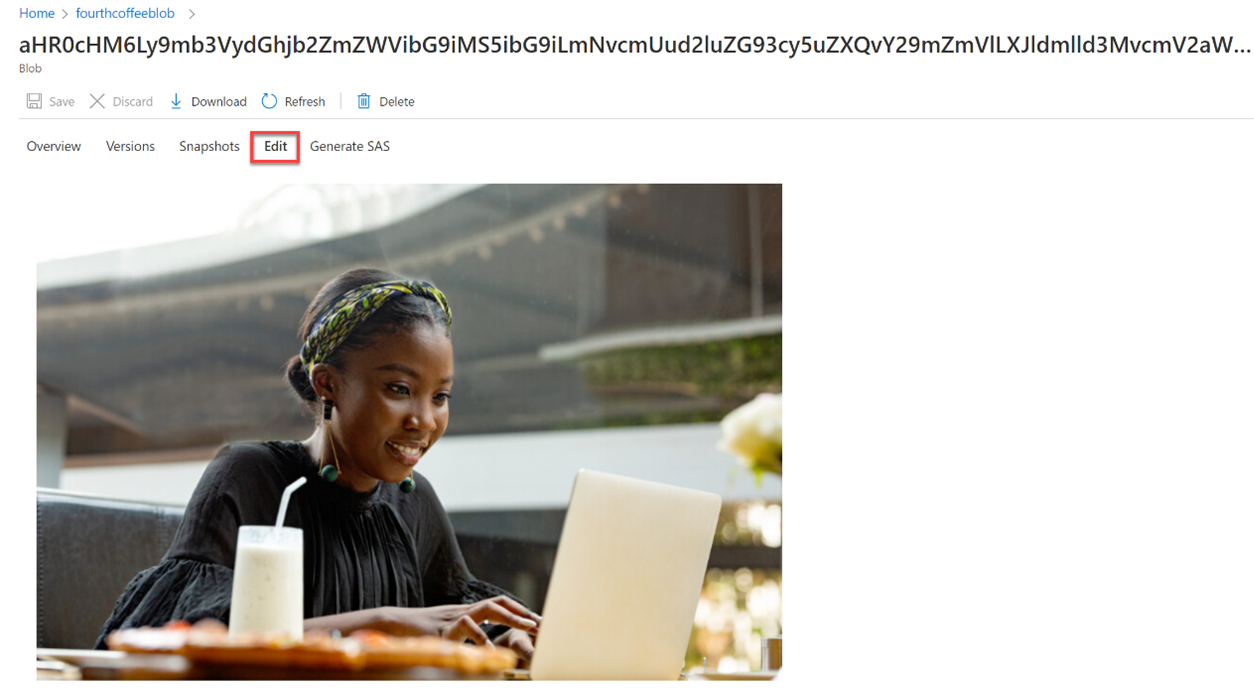 Home > fourthcoffeeblob >
aHR0cHM6Ly9mb3VydGhjb2ZmZWVibG9iMS5ibG9iLmNvcmUud2luZG93cy5uZXQvY29mZmVlLXJldmlld3MvcmV2aW...
Blob
Save Discard Download Refresh Delete
Overview Versions Snapshots Edit Generate SAS